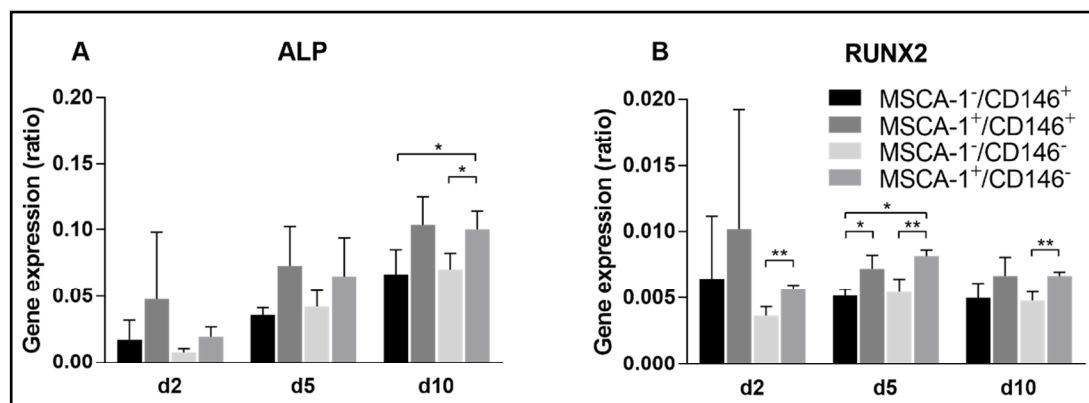 A
ALP
Gene expression (ratio)
0.20
0.15
0.10
0.05
0.00
*
*
d2
d5
d10
B
RUNX2
Gene expression (ratio)
0.020
0.015
0.010
0.005
0.000
MSCA-1⁻/CD146⁺
MSCA-1⁺/CD146⁺
MSCA-1⁻/CD146⁻
MSCA-1⁺/CD146⁻
**
*
* **
**
d2
d5
d10